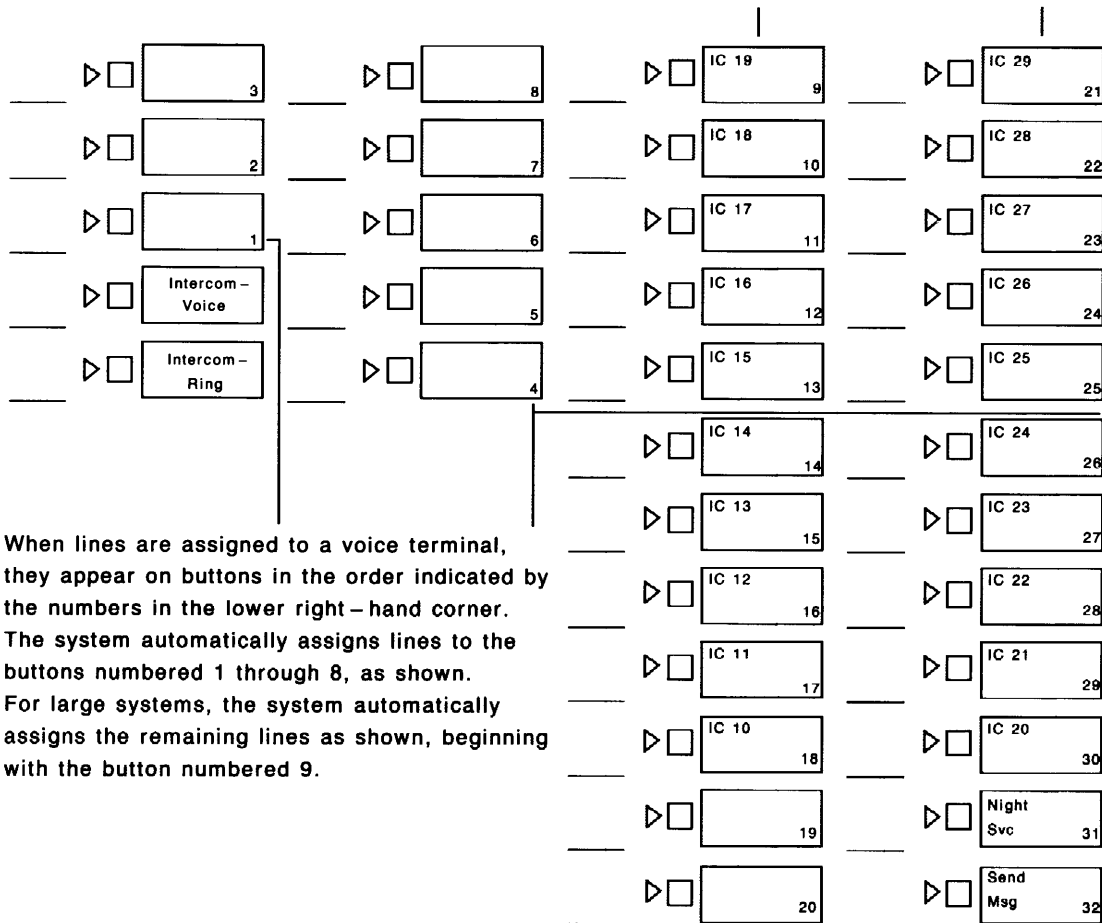 3
8
IC 19
9
IC 29
21
2
7
IC 18
10
IC 28
22
1
6
IC 17
11
IC 27
23
Intercom –
Voice
5
IC 16
12
IC 26
24
Intercom –
Ring
4
IC 15
13
IC 25
25
IC 14
14
IC 24
26
IC 13
15
IC 23
27
IC 12
16
IC 22
28
IC 11
17
IC 21
29
IC 10
18
IC 20
30
19
Night
Svc
31
20
Send
Msg
32
When lines are assigned to a voice terminal,
they appear on buttons in the order indicated by
the numbers in the lower right – hand corner.
The system automatically assigns lines to the
buttons numbered 1 through 8, as shown.
For large systems, the system automatically
assigns the remaining lines as shown, beginning
with the button numbered 9.